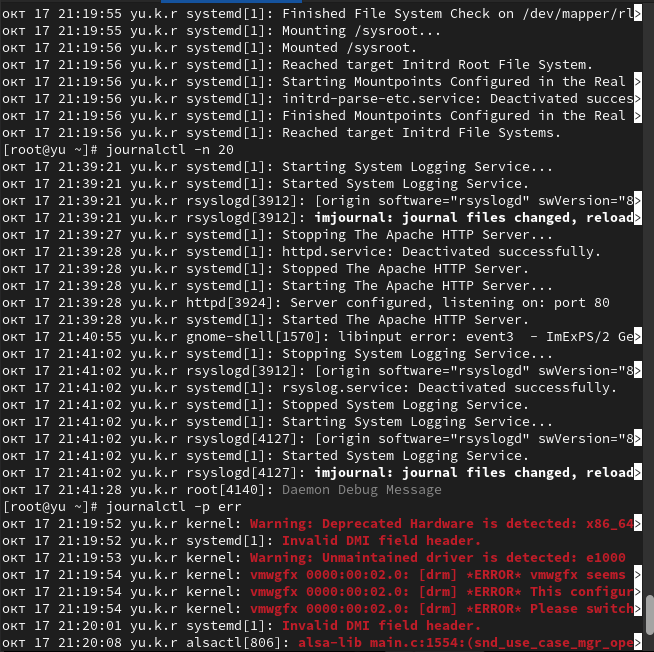 окт 17 21:19:55 yu.k.r systemd[1]: Finished File System Check on /dev/mapper/rl>
окт 17 21:19:55 yu.k.r systemd[1]: Mounting /sysroot...
окт 17 21:19:56 yu.k.r systemd[1]: Mounted /sysroot.
окт 17 21:19:56 yu.k.r systemd[1]: Reached target Initrd Root File System.
окт 17 21:19:56 yu.k.r systemd[1]: Starting Mountpoints Configured in the Real >
окт 17 21:19:56 yu.k.r systemd[1]: initrd-parse-etc.service: Deactivated succes>
окт 17 21:19:56 yu.k.r systemd[1]: Finished Mountpoints Configured in the Real >
окт 17 21:19:56 yu.k.r systemd[1]: Reached target Initrd File Systems.
[root@yu ~]# journalctl -n 20
окт 17 21:39:21 yu.k.r systemd[1]: Starting System Logging Service...
окт 17 21:39:21 yu.k.r systemd[1]: Started System Logging Service.
окт 17 21:39:21 yu.k.r rsyslogd[3912]: [origin software="rsyslogd" swVersion="8>
окт 17 21:39:21 yu.k.r rsyslogd[3912]: imjournal: journal files changed, reload>
окт 17 21:39:27 yu.k.r systemd[1]: Stopping The Apache HTTP Server...
окт 17 21:39:28 yu.k.r systemd[1]: httpd.service: Deactivated successfully.
окт 17 21:39:28 yu.k.r systemd[1]: Stopped The Apache HTTP Server.
окт 17 21:39:28 yu.k.r systemd[1]: Starting The Apache HTTP Server...
окт 17 21:39:28 yu.k.r httpd[3924]: Server configured, listening on: port 80
окт 17 21:39:28 yu.k.r systemd[1]: Started The Apache HTTP Server.
окт 17 21:40:55 yu.k.r gnome-shell[1570]: libinput error: event3  - ImExPS/2 Ge>
окт 17 21:41:02 yu.k.r systemd[1]: Stopping System Logging Service...
окт 17 21:41:02 yu.k.r rsyslogd[3912]: [origin software="rsyslogd" swVersion="8>
окт 17 21:41:02 yu.k.r systemd[1]: rsyslog.service: Deactivated successfully.
окт 17 21:41:02 yu.k.r systemd[1]: Stopped System Logging Service.
окт 17 21:41:02 yu.k.r systemd[1]: Starting System Logging Service...
окт 17 21:41:02 yu.k.r rsyslogd[4127]: [origin software="rsyslogd" swVersion="8>
окт 17 21:41:02 yu.k.r systemd[1]: Started System Logging Service.
окт 17 21:41:02 yu.k.r rsyslogd[4127]: imjournal: journal files changed, reload>
окт 17 21:41:28 yu.k.r root[4140]: Daemon Debug Message
[root@yu ~]# journalctl -p err
окт 17 21:19:52 yu.k.r kernel: Warning: Deprecated Hardware is detected: x86_64>
окт 17 21:19:52 yu.k.r systemd[1]: Invalid DMI field header.
окт 17 21:19:53 yu.k.r kernel: Warning: Unmaintained driver is detected: e1000
окт 17 21:19:54 yu.k.r kernel: vmwgfx 0000:00:02.0: [drm] *ERROR* vmwgfx seems >
окт 17 21:19:54 yu.k.r kernel: vmwgfx 0000:00:02.0: [drm] *ERROR* This configur>
окт 17 21:19:54 yu.k.r kernel: vmwgfx 0000:00:02.0: [drm] *ERROR* Please switch>
окт 17 21:20:01 yu.k.r systemd[1]: Invalid DMI field header.
окт 17 21:20:08 yu.k.r alsactl[806]: alsa-lib main.c:1554:(snd_use_case_mgr_ope>